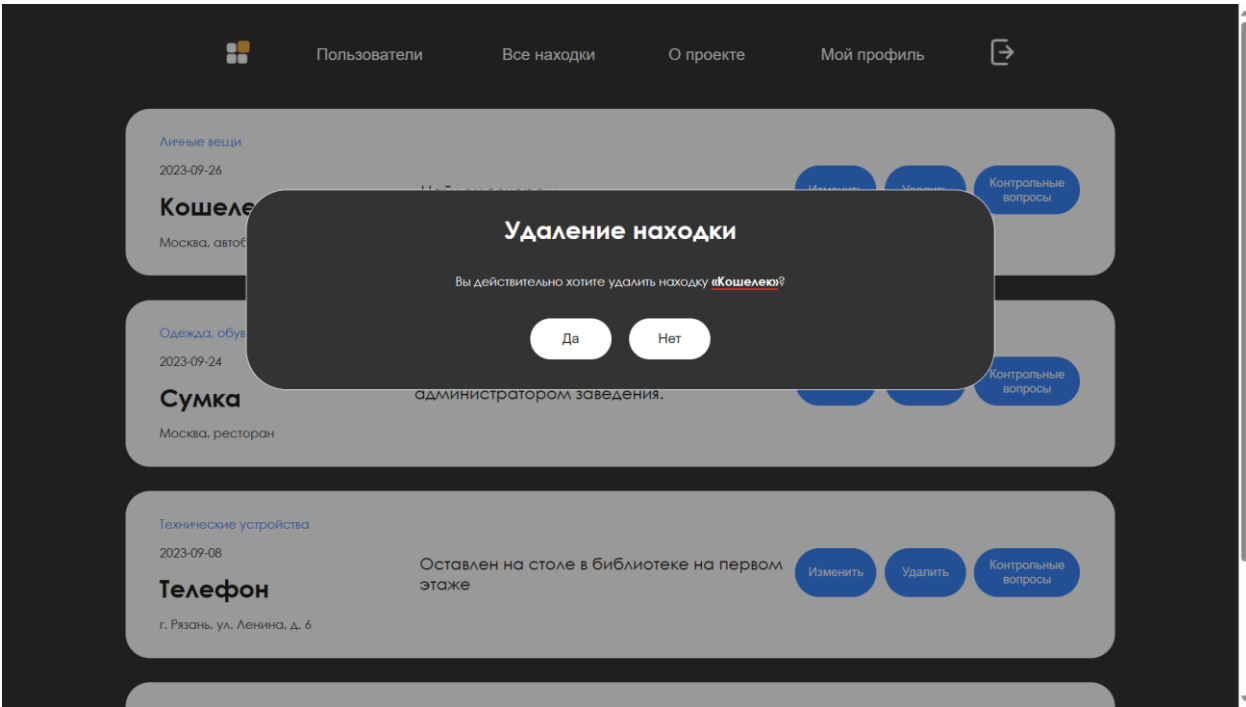 Пользователи
Все находки
О проекте
Мой профиль
Личные вещи
2023-09-26
Москва,
Контрольные
вопросы
Удаление находки
Вы действительно хотите удалить находку «Кошелек»?
Да
Нет
Одежда,
2023-09-24
Сумка
Москва, ресторан
администратором заведения.
Контрольные
вопросы
Технические устройства
2023-09-08
Телефон
г. Рязань, ул. Ленина, д. 6
Оставлен на столе в библиотеке на первом
этаже
Изменить
Удалить
Контрольные
вопросы